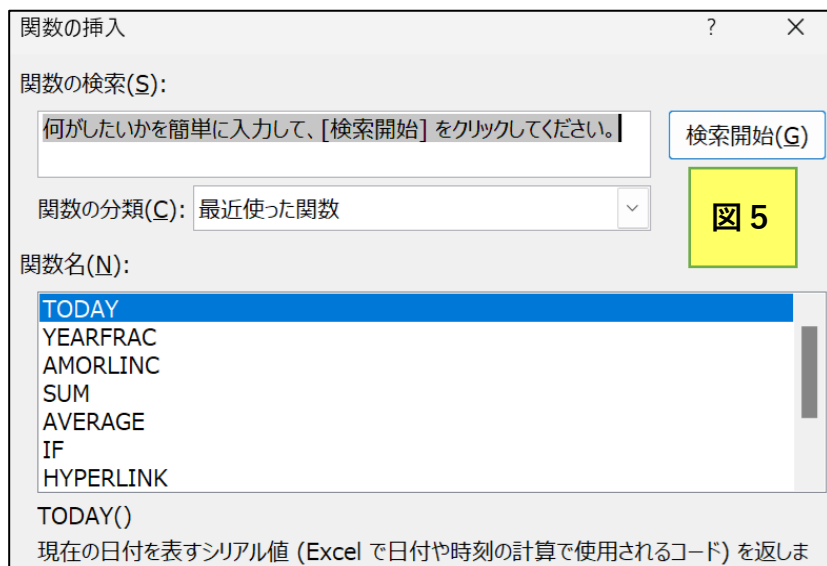 関数の挿入 ? ×
関数の検索(S):
何がしたいかを簡単に入力して、[検索開始] をクリックしてください。
検索開始(G)
関数の分類(C): 最近使った関数
図5
関数名(N):
TODAY
YEARFRAC
AMORLINC
SUM
AVERAGE
IF
HYPERLINK
TODAY()
現在の日付を表すシリアル値 (Excel で日付や時刻の計算で使用されるコード) を返しま